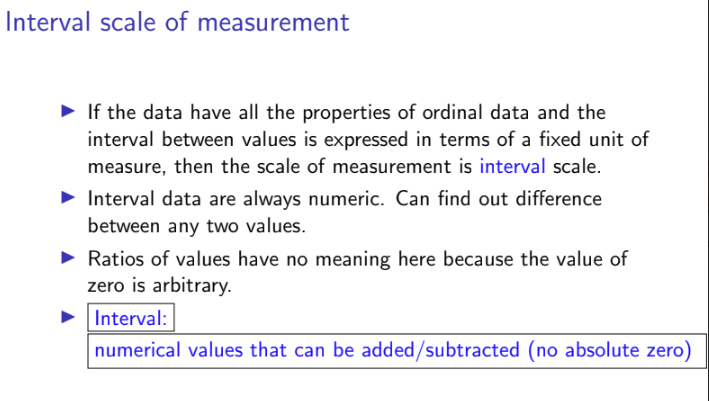 Interval scale of measurement
If the data have all the properties of ordinal data and the
interval between values is expressed in terms of a fixed unit of
measure, then the scale of measurement is interval scale.
Interval data are always numeric. Can find out difference
between any two values.
Ratios of values have no meaning here because the value of
zero is arbitrary.
Interval:
numerical values that can be added/subtracted (no absolute zero)